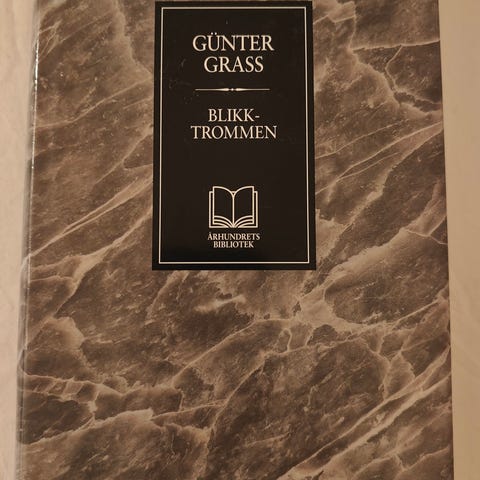 GÜNTER
GRASS
BLIKK-
TROMMEN
ÅRHUNDRETS
BIBLIOTEK